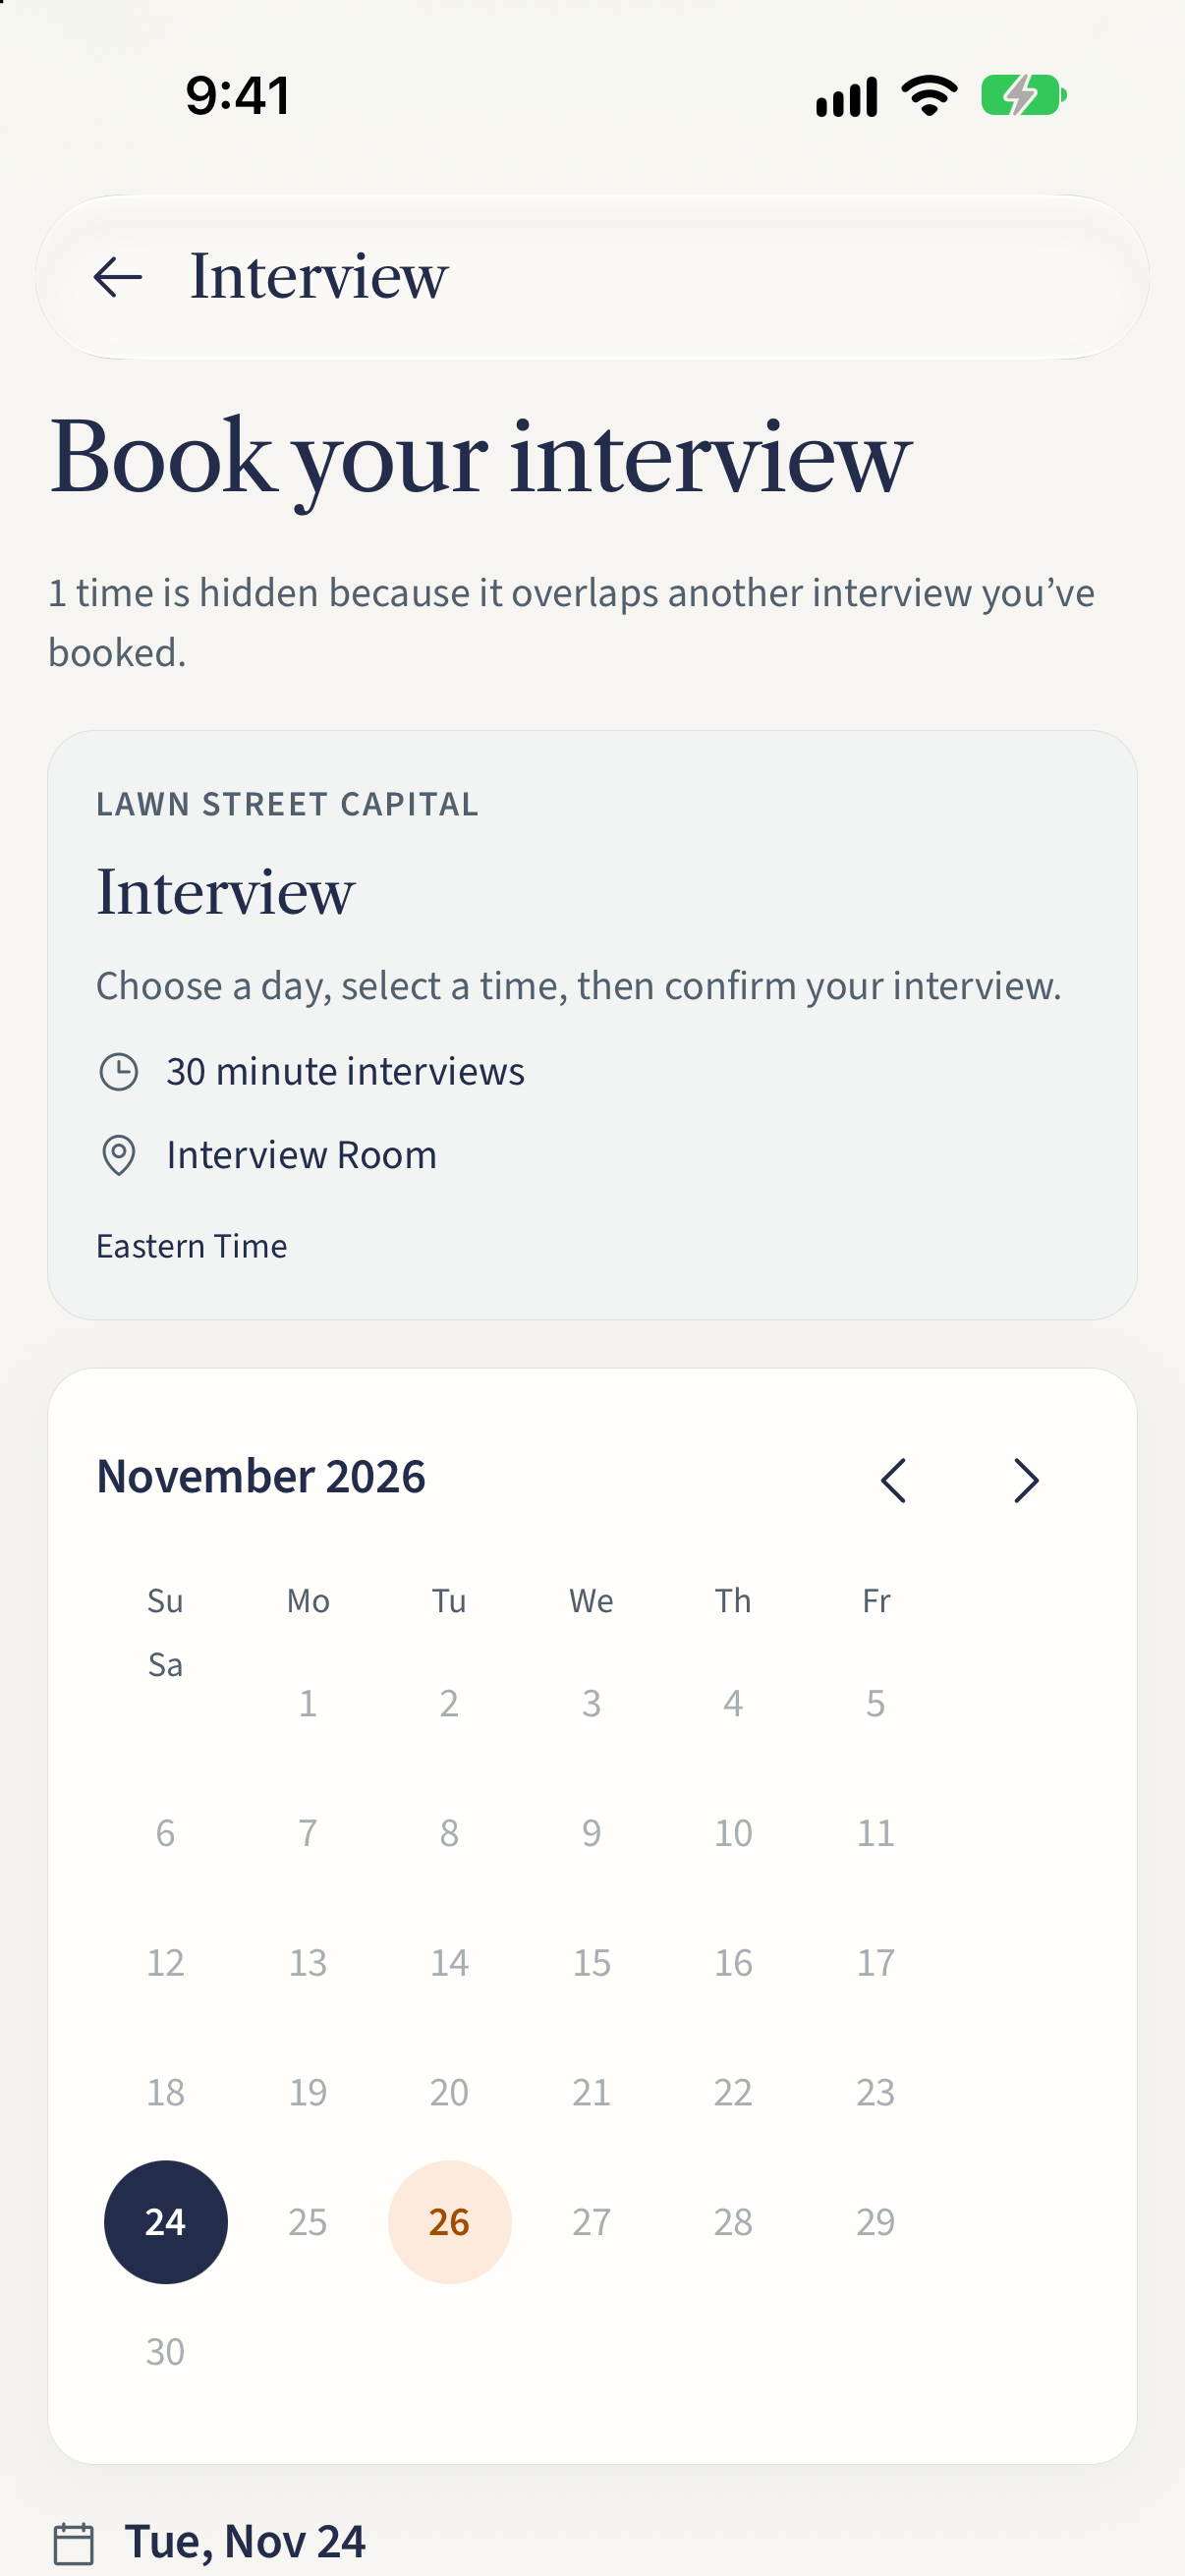 9:41
Interview
Book your interview
1 time is hidden because it overlaps another interview you’ve
booked.
LAWN STREET CAPITAL
Interview
Choose a day, select a time, then confirm your interview.
30 minute interviews
Interview Room
Eastern Time
November 2026
Su Mo Tu We Th Fr
Sa
1 2 3 4 5
6 7 8 9 10 11
12 13 14 15 16 17
18 19 20 21 22 23
24 25 26 27 28 29
30
Tue, Nov 24